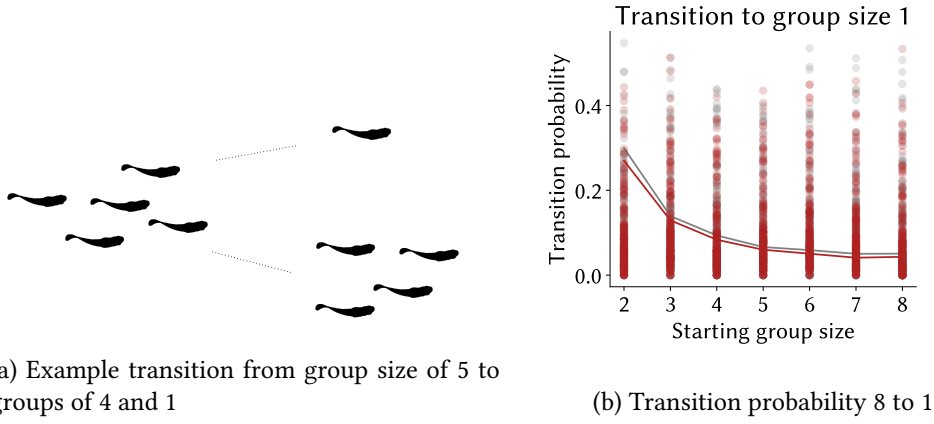 Transition to group size 1
Transition probability
0.4
0.2
0.0
2 3 4 5 6 7 8
Starting group size
a) Example transition from group size of 5 to
groups of 4 and 1
(b) Transition probability 8 to 1